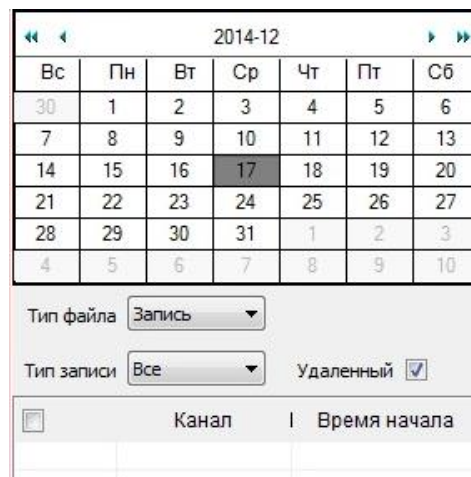 2014-12
Вс Пн Вт Ср Чт Пт Сб
30 1 2 3 4 5 6
7 8 9 10 11 12 13
14 15 16 17 18 19 20
21 22 23 24 25 26 27
28 29 30 31 1 2 3
4 5 6 7 8 9 10
Тип файла Запись
Тип записи Все Удаленный
Канал Время начала